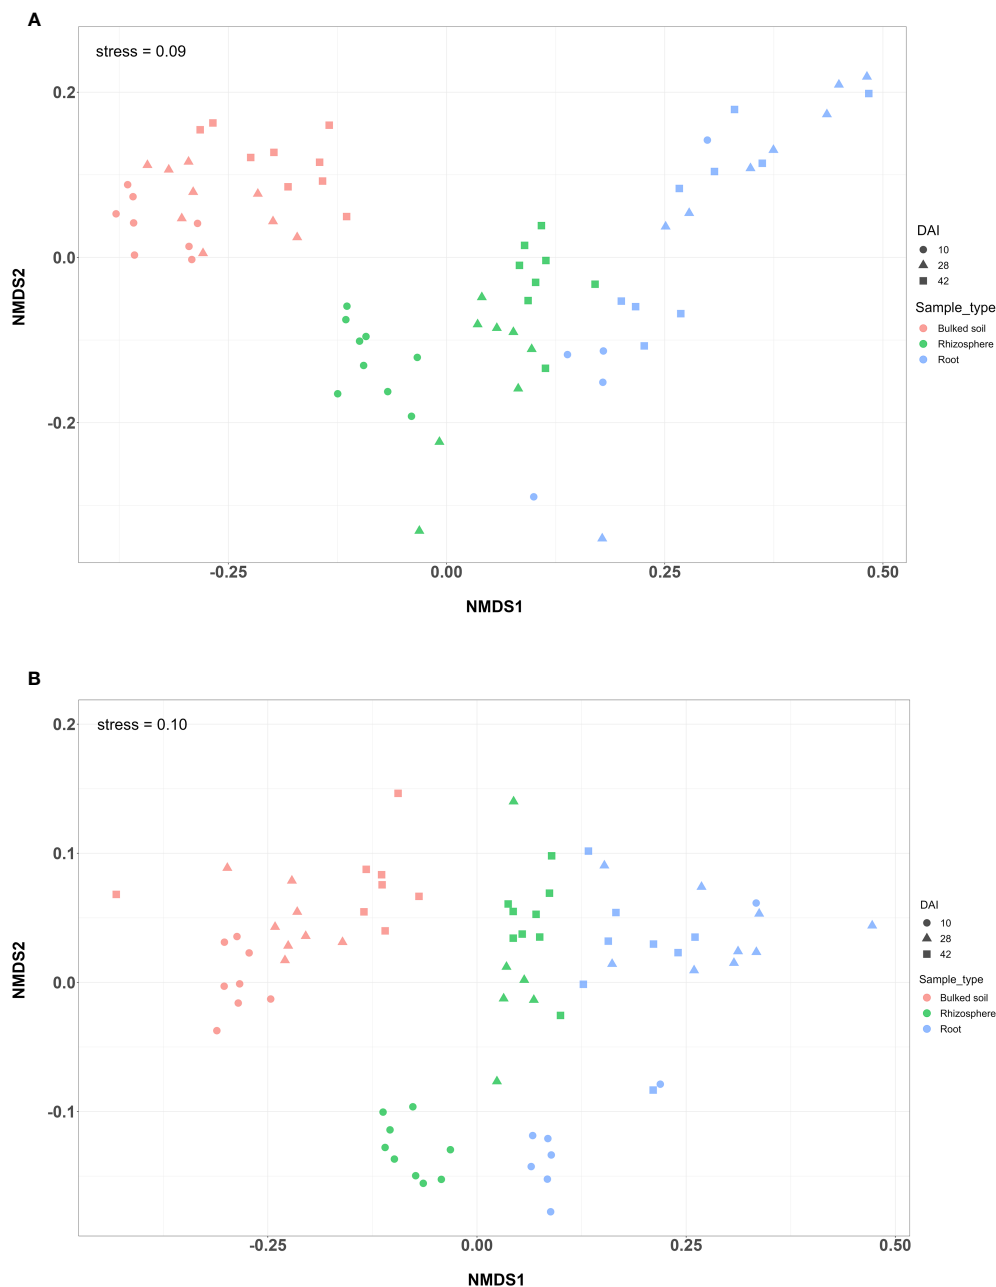 A
stress = 0.09
0.2
0.0
-0.2
NMDS2
-0.25
0.00
0.25
0.50
NMDS1
DAI
10
28
42
Sample_type
Bulked soil
Rhizosphere
Root
B
stress = 0.10
0.2
0.1
0.0
-0.1
NMDS2
-0.25
0.00
0.25
0.50
NMDS1
DAI
10
28
42
Sample_type
Bulked soil
Rhizosphere
Root